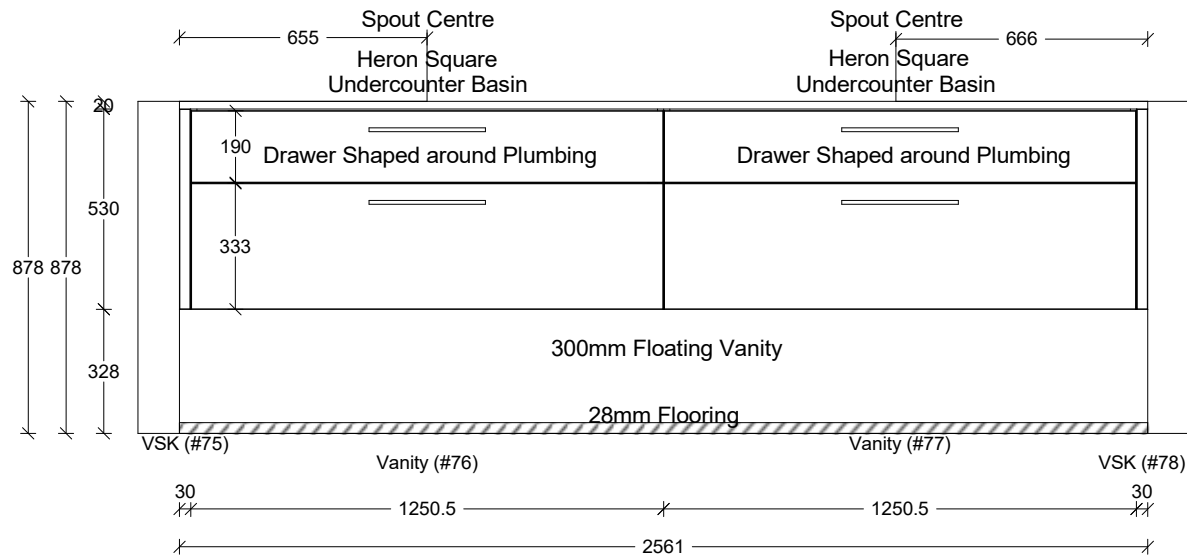 Spout Centre
Spout Centre
655
666
Heron Square
Undercounter Basin
Heron Square
Undercounter Basin
20
190
Drawer Shaped around Plumbing
Drawer Shaped around Plumbing
530
333
878
878
300mm Floating Vanity
328
28mm Flooring
VSK (#75)
Vanity (#77)
Vanity (#76)
VSK (#78)
30
30
1250.5
1250.5
2561